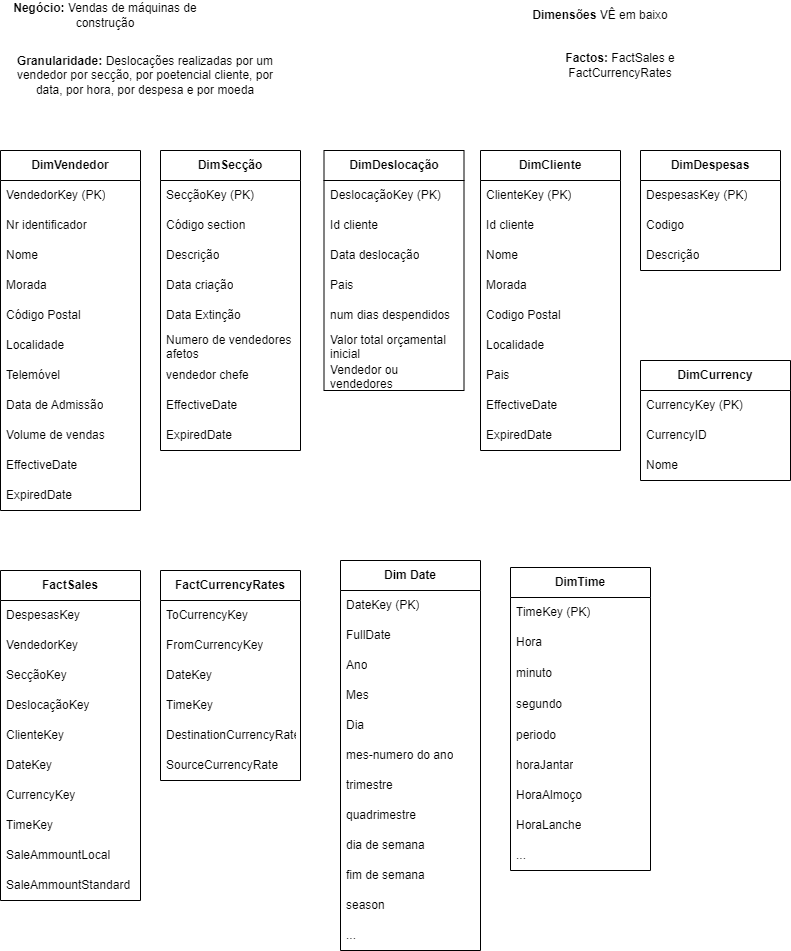 Negócio: Vendas de máquinas de
construção
Dimensões VÊ em baixo
Granularidade: Deslocações realizadas por um
vendedor por secção, por poetencial cliente, por
data, por hora, por despesa e por moeda
Factos: FactSales e
FactCurrencyRates
DimVendedor
VendedorKey (PK)
Nr identificador
Nome
Morada
Código Postal
Localidade
Telemóvel
Data de Admissão
Volume de vendas
EffectiveDate
ExpiredDate
DimSecção
SecçãoKey (PK)
Código section
Descrição
Data criação
Data Extinção
Numero de vendedores
afetos
vendedor chefe
EffectiveDate
ExpiredDate
DimDeslocação
DeslocaçãoKey (PK)
Id cliente
Data deslocação
Pais
num dias despendidos
Valor total orçamental
inicial
Vendedor ou
vendedores
DimCliente
ClienteKey (PK)
Id cliente
Nome
Morada
Codigo Postal
Localidade
Pais
EffectiveDate
ExpiredDate
DimDespesas
DespesasKey (PK)
Codigo
Descrição
DimCurrency
CurrencyKey (PK)
CurrencyID
Nome
FactSales
DespesasKey
VendedorKey
SecçãoKey
DeslocaçãoKey
ClienteKey
DateKey
CurrencyKey
TimeKey
SaleAmmountLocal
SaleAmmountStandard
FactCurrencyRates
ToCurrencyKey
FromCurrencyKey
DateKey
TimeKey
DestinationCurrencyRate
SourceCurrencyRate
Dim Date
DateKey (PK)
FullDate
Ano
Mes
Dia
mes-numero do ano
trimestre
quadrimestre
dia de semana
fim de semana
season
...
DimTime
TimeKey (PK)
Hora
minuto
segundo
periodo
horaJantar
HoraAlmoço
HoraLanche
...